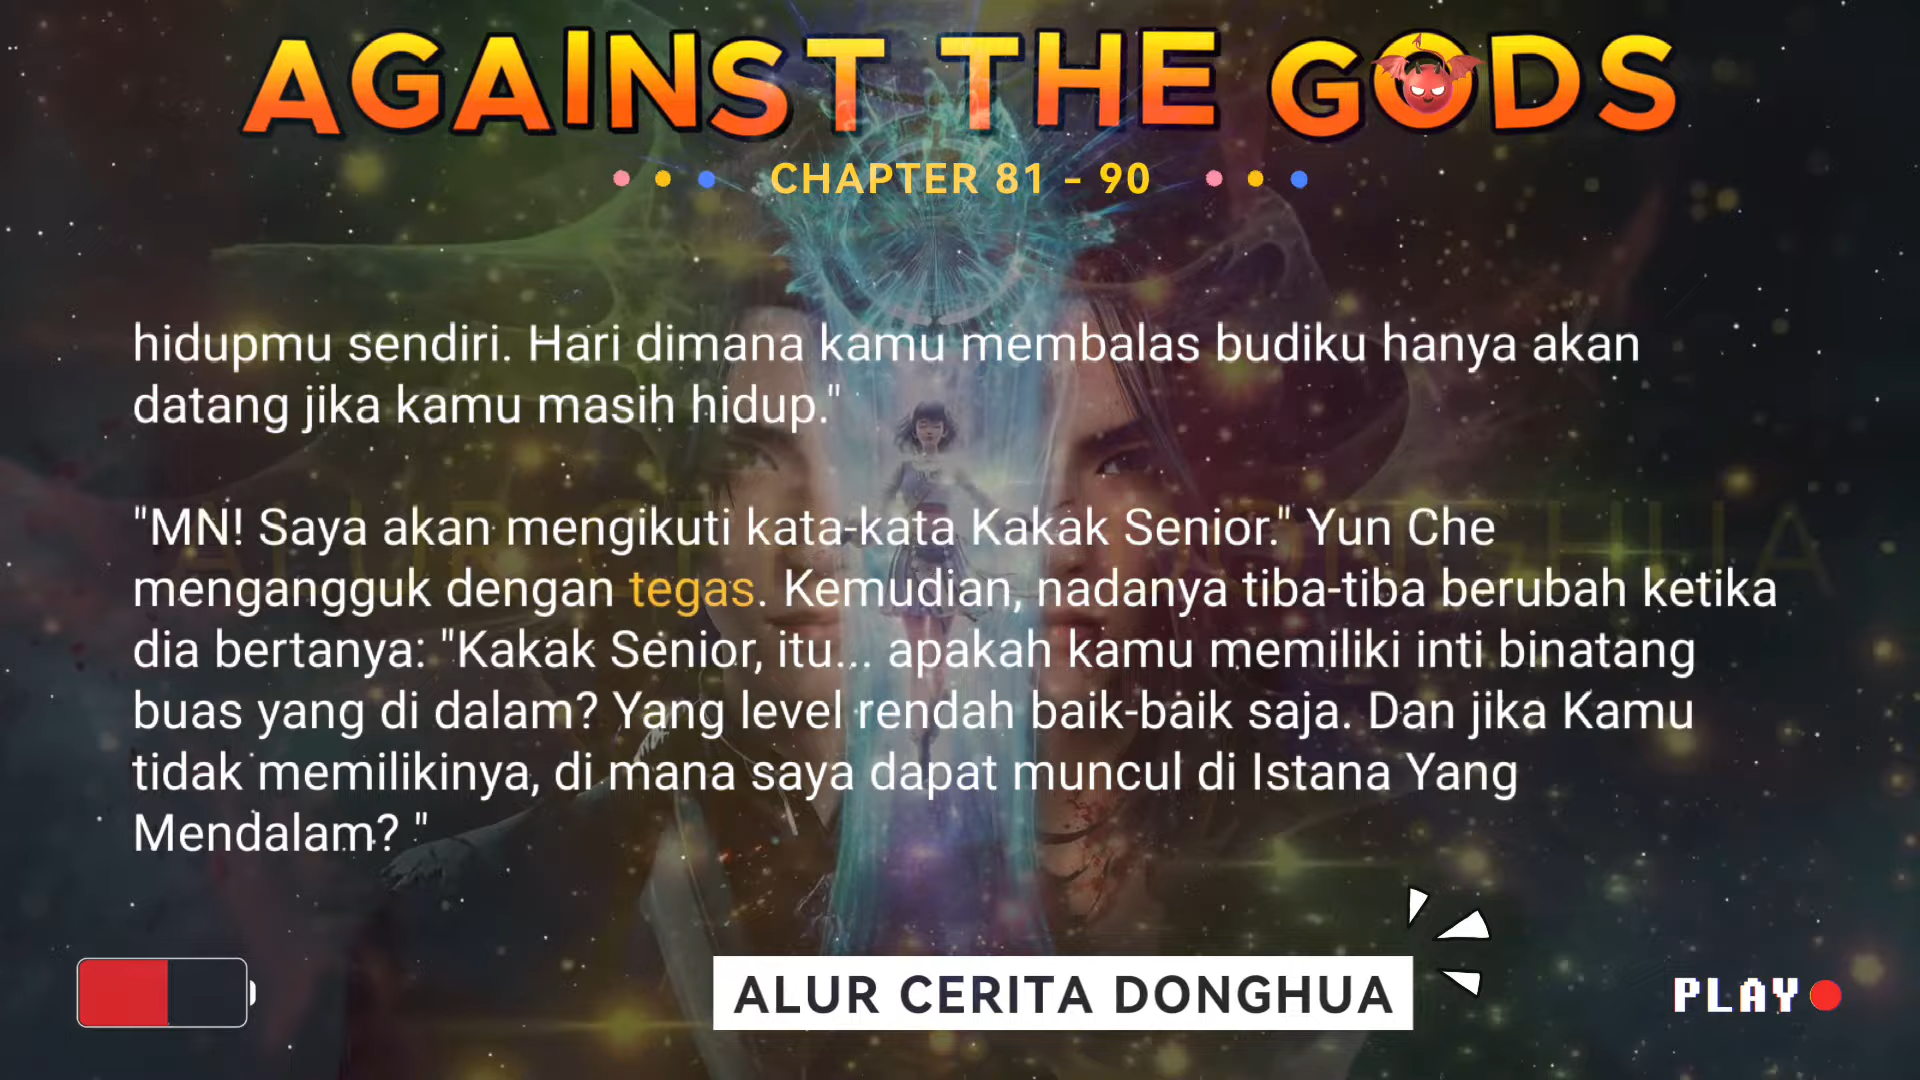 AGAINST THE GODS
CHAPTER 81 - 90
hidupmu sendiri. Hari dimana kamu membalas budiku hanya akan
datang jika kamu masih hidup."
"MN! Saya akan mengikuti kata-kata Kakak Senior." Yun Che
mengangguk dengan tegas. Kemudian, nadanya tiba-tiba berubah ketika
dia bertanya: "Kakak Senior, itu... apakah kamu memiliki inti binatang
buas yang di dalam? Yang level rendah baik-baik saja. Dan jika Kamu
tidak memilikinya, di mana saya dapat muncul di Istana Yang
Mendalam? "
ALUR CERITA DONGHUA
PLAY